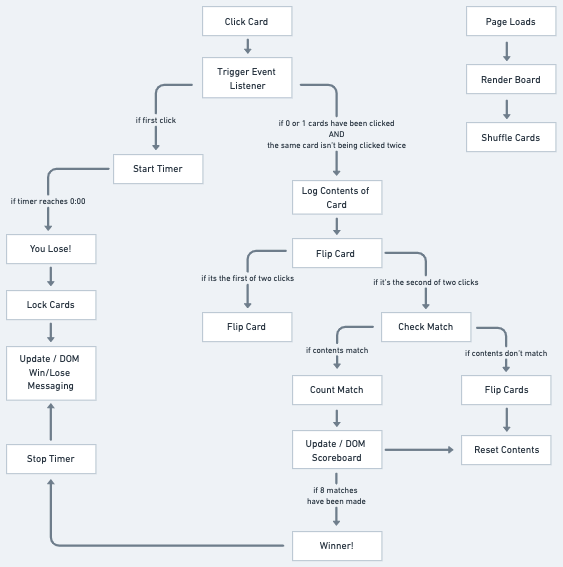 Click Card
Page Loads
Trigger Event
Listener
Render Board
if first click
if 0 or 1 cards have been clicked
AND
the same card isn't being clicked twice
Shuffle Cards
Start Timer
Log Contents of
Card
if timer reaches 0:00
You Lose!
Flip Card
if its the first of two clicks
if it's the second of two clicks
Lock Cards
Flip Card
Check Match
if contents match
if contents don't match
Update / DOM
Win/Lose
Messaging
Count Match
Flip Cards
Stop Timer
Update / DOM
Scoreboard
Reset Contents
if 8 matches
have been made
Winner!